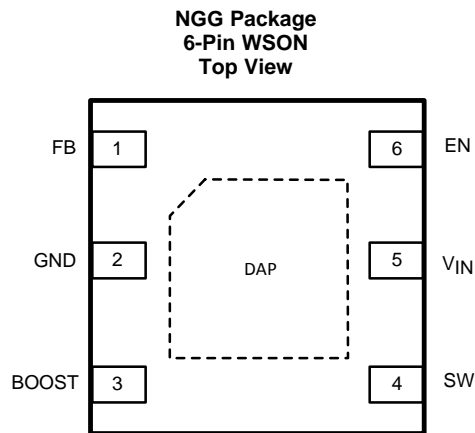 NGG Package
6-Pin WSON
Top View
FB 1 6 EN
GND 2 DAP 5 VIN
BOOST 3 4 SW